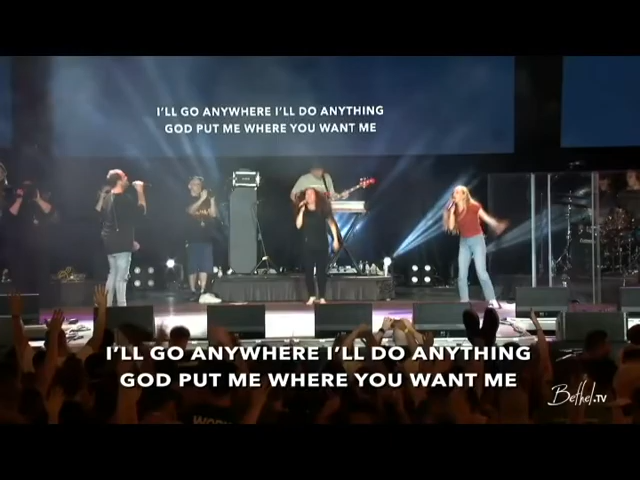 I'LL GO ANYWHERE I'LL DO ANYTHING
GOD PUT ME WHERE YOU WANT ME
I'LL GO ANYWHERE I'LL DO ANYTHING
GOD PUT ME WHERE YOU WANT ME
Bethel.TV